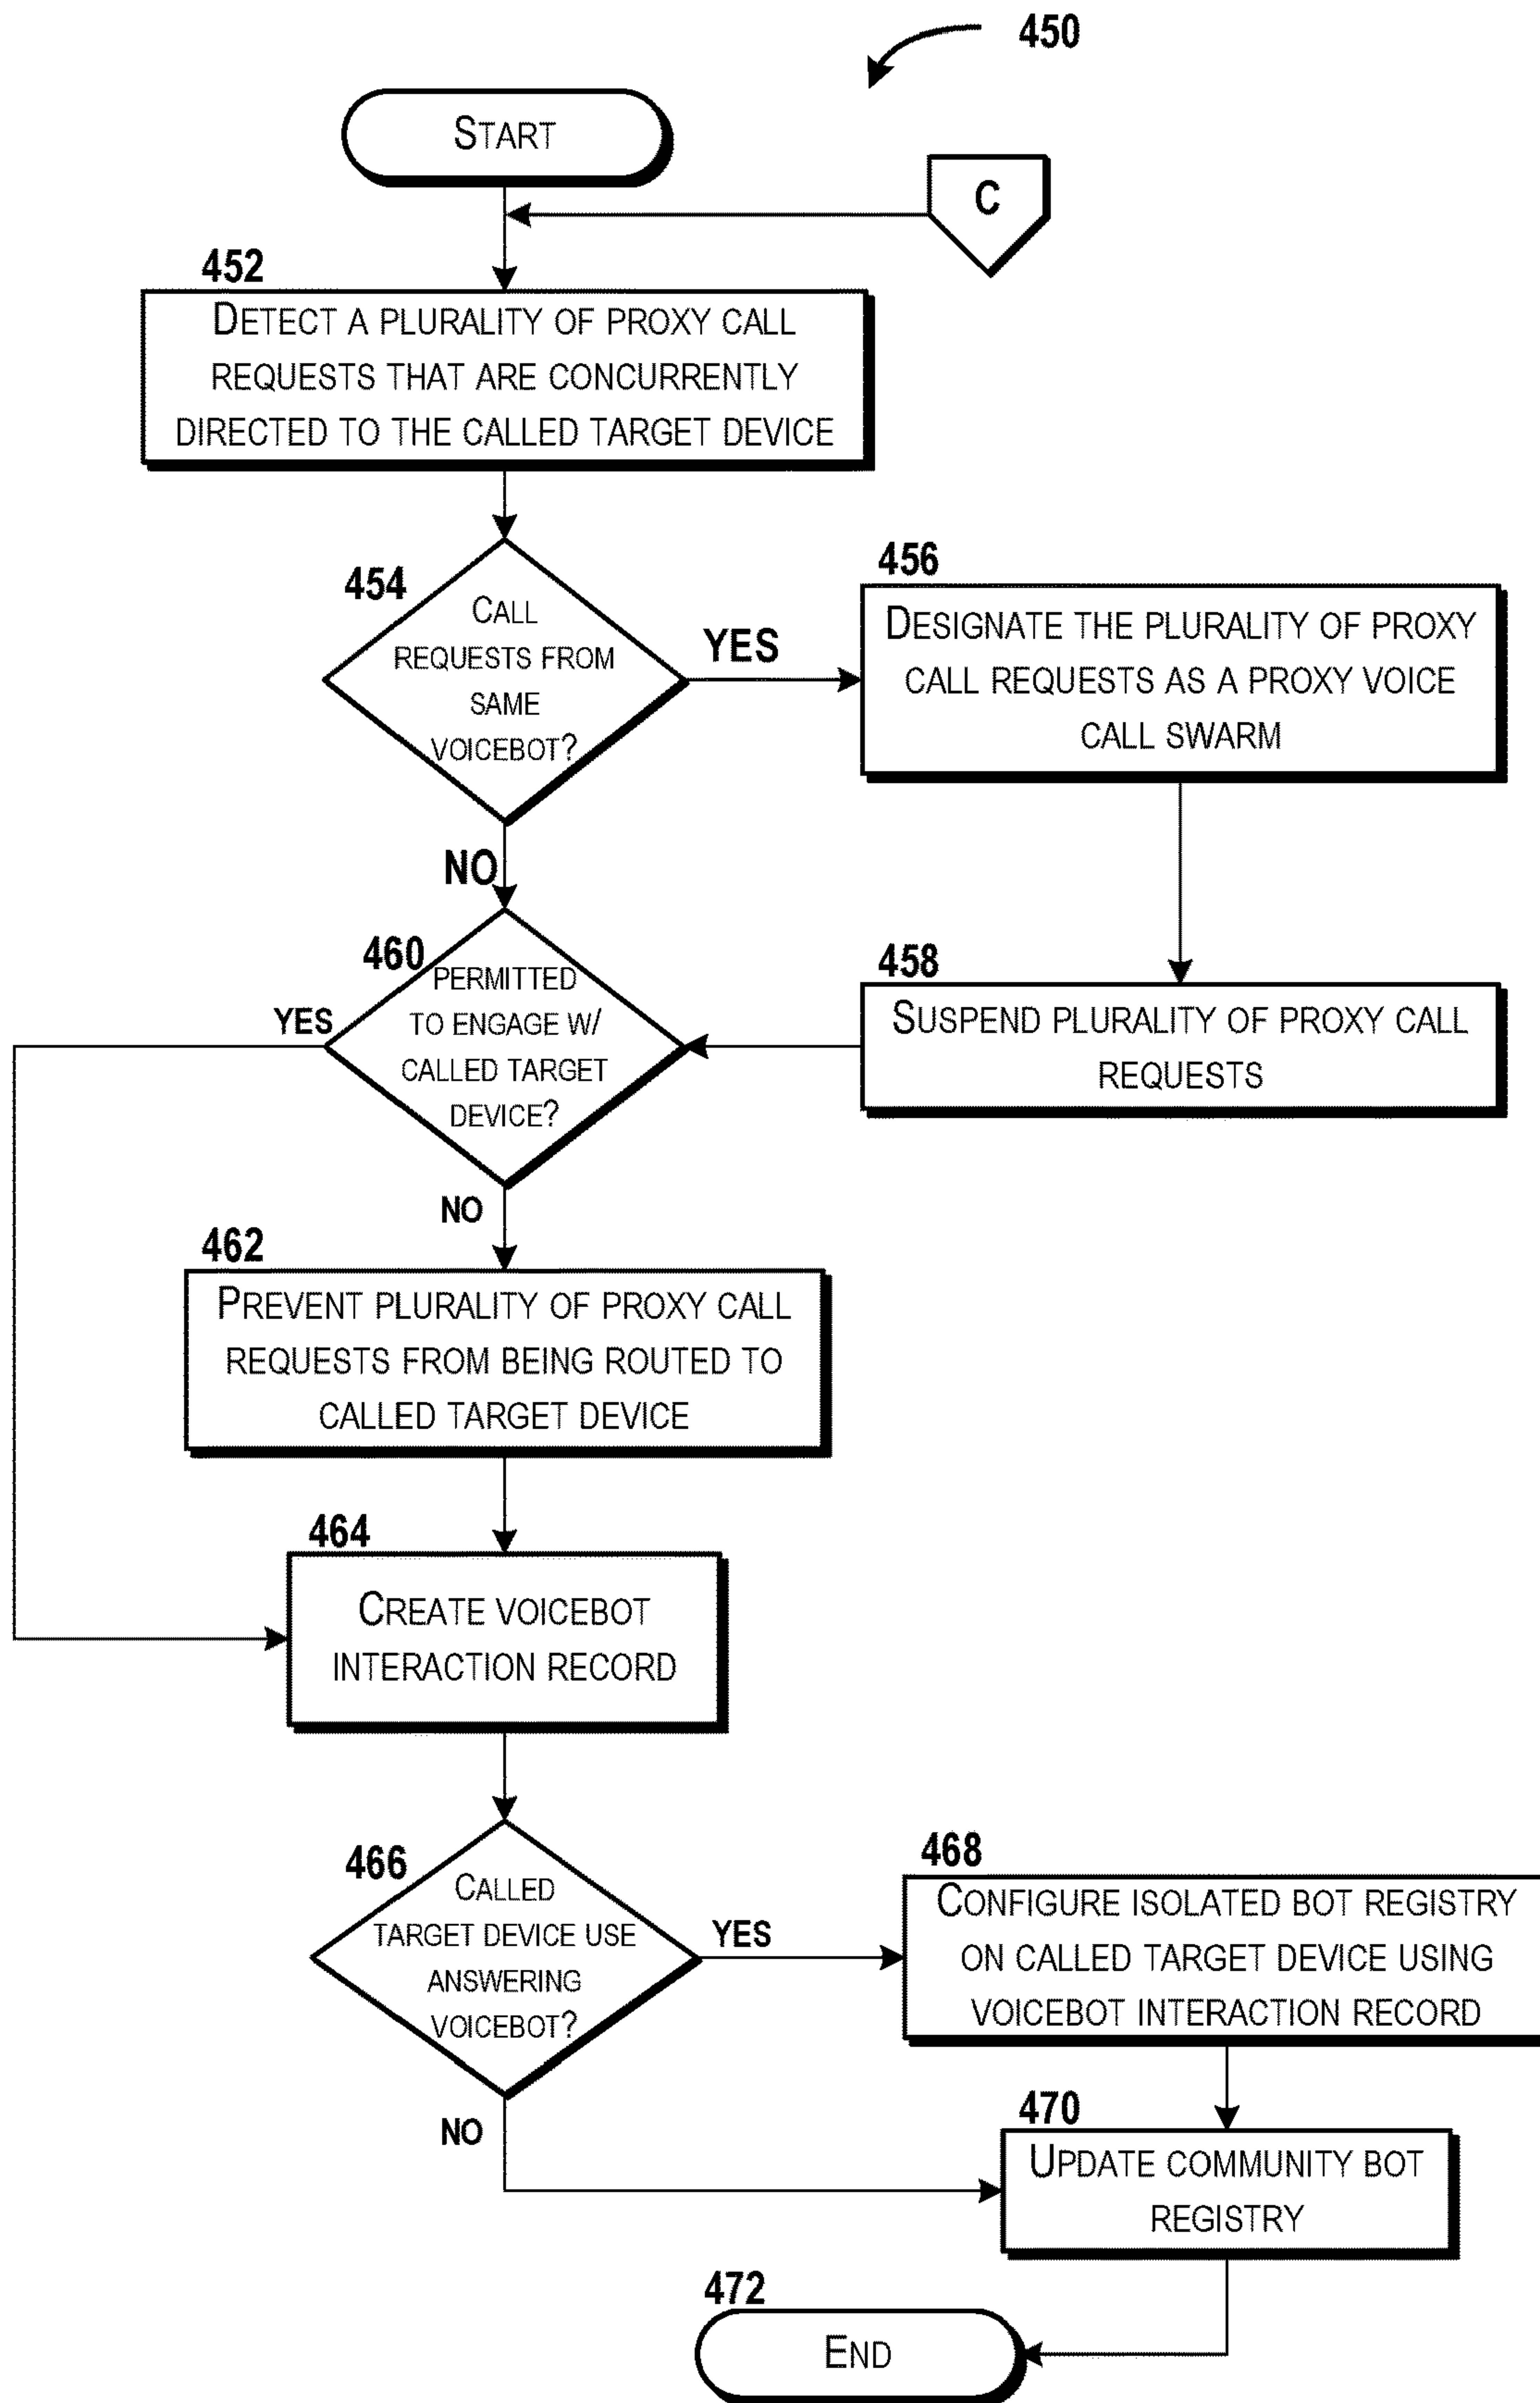 450
START
C
452
DETECT A PLURALITY OF PROXY CALL
REQUESTS THAT ARE CONCURRENTLY
DIRECTED TO THE CALLED TARGET DEVICE
454
CALL
REQUESTS FROM
SAME
VOICEBOT?
YES
456
DESIGNATE THE PLURALITY OF PROXY
CALL REQUESTS AS A PROXY VOICE
CALL SWARM
NO
458
SUSPEND PLURALITY OF PROXY CALL
REQUESTS
460
PERMITTED
TO ENGAGE W/
CALLED TARGET
DEVICE?
YES
NO
462
PREVENT PLURALITY OF PROXY CALL
REQUESTS FROM BEING ROUTED TO
CALLED TARGET DEVICE
464
CREATE VOICEBOT
INTERACTION RECORD
466
CALLED
TARGET DEVICE USE
ANSWERING
VOICEBOT?
YES
468
CONFIGURE ISOLATED BOT REGISTRY
ON CALLED TARGET DEVICE USING
VOICEBOT INTERACTION RECORD
NO
470
UPDATE COMMUNITY BOT
REGISTRY
472
END